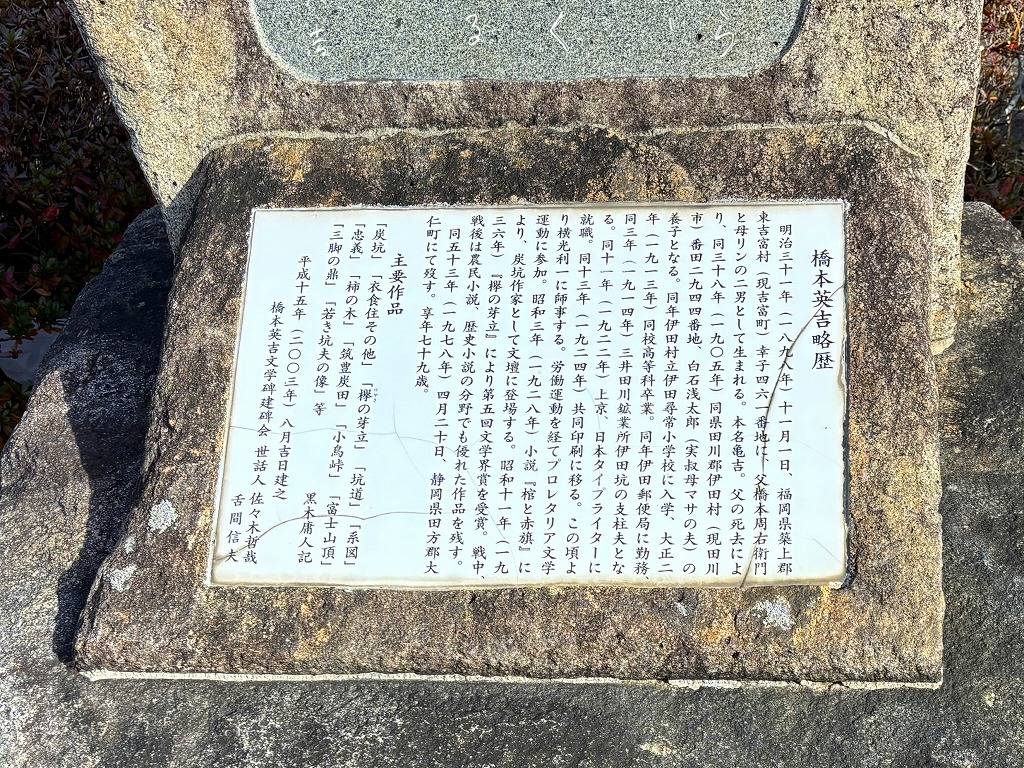 らくるき
橋本英吉略歴
明治三十一年（一八九八年）十一月一日、福岡県築上郡
東吉富村（現吉富町）幸子四六一番地に、父橋本周右衛門
と母リンの二男として生まれる。本名亀吉。父の死去によ
り、同三十八年（一九〇五年）同県田川郡伊田村（現田川
市）番田二九四四番地、白石浅太郎（実叔母マサの夫）の
養子となる。同年伊田村立伊田尋常小学校に入学、大正二
年（一九一三年）同校高等科卒業。同年伊田郵便局に勤務、
同三年（一九一四年）三井田川鉱業所伊田坑の支柱夫とな
る。同十一年（一九二二年）上京、日本タイプライターに
就職。同十三年（一九二四年）共同印刷に移る。この頃よ
り横光利一に師事する。労働運動を経てプロレタリア文学
運動に参加。昭和三年（一九二八年）小説『棺と赤旗』に
より、炭坑作家として文壇に登場する。昭和十一年（一九
三六年）『欅の芽立』により第五回文学界賞を受賞。戦中、
戦後は農民小説、歴史小説の分野でも優れた作品を残す。
同五十三年（一九七八年）四月二十日、静岡県田方郡大
仁町にて歿す。享年七十九歳。
主要作品
「炭坑」「衣食住その他」「欅の芽立」「坑道」「系図」
「忠義」「柿の木」「筑豊炭田」「小鳥峠」「富士山頂」
「三脚の鼎」「若き坑夫の像」等
黒木甫人記
平成十五年（二〇〇三年）八月吉日建之
橋本英吉文学碑建碑会 世話人 佐々木哲哉
舌間信夫